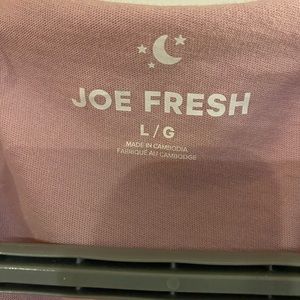 JOE FRESH
L / G
MADE IN CAMBODIA
FABRIQUÉ AU CAMBODGE